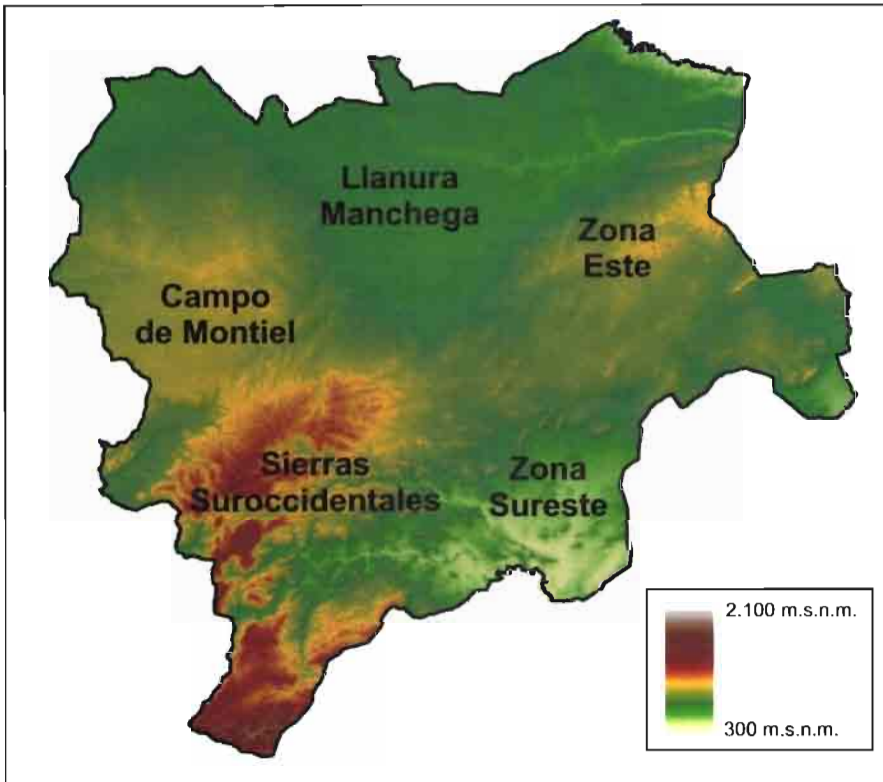 Llanura
Manchega
Zona
Este
Campo
de Montiel
Sierras
Suroccidentales
Zona
Sureste
2.100 m.s.n.m.
300 m.s.n.m.